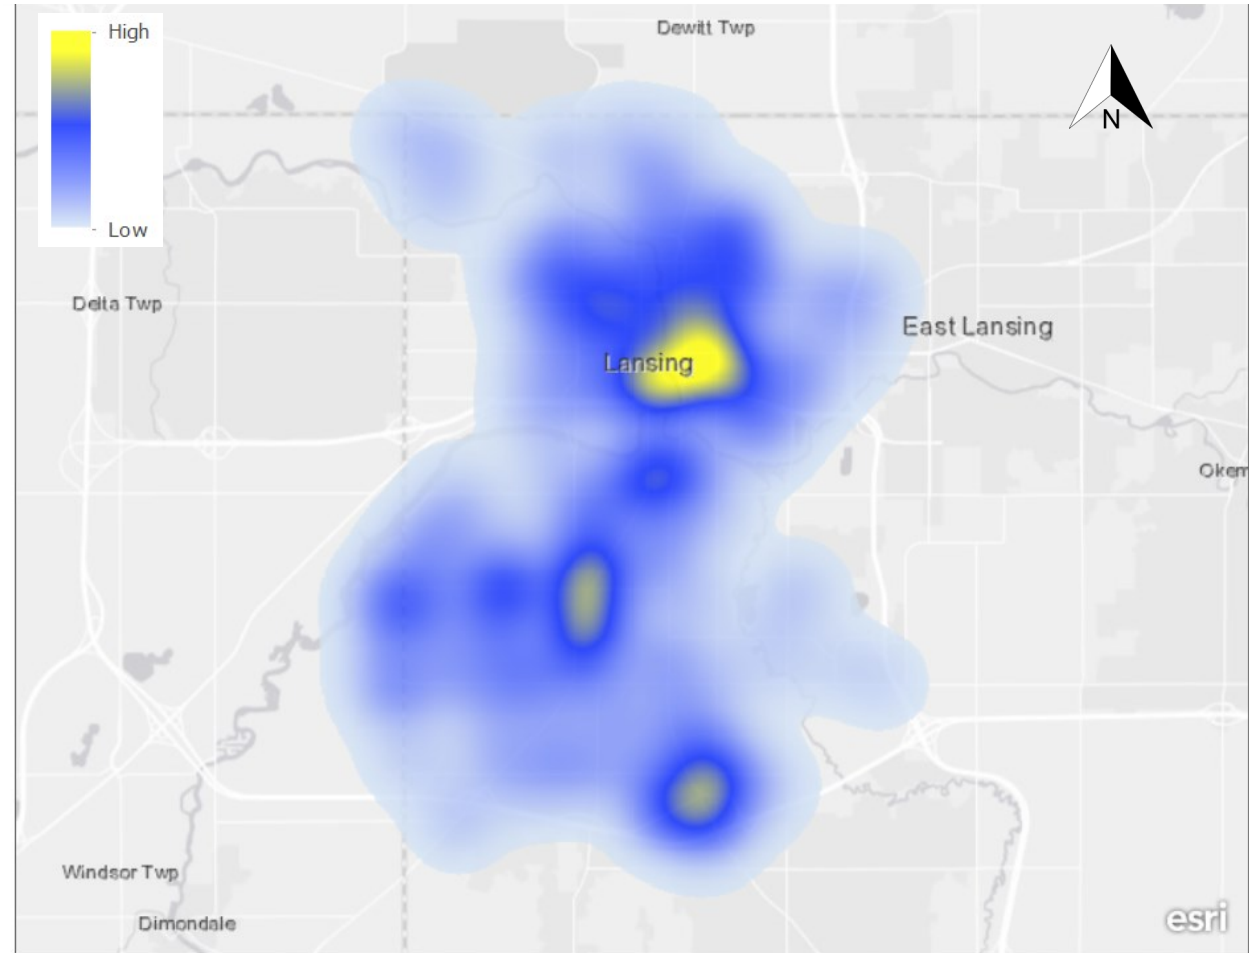 High
Low
Dewitt Twp
N
Delta Twp
East Lansing
Lansing
Okem
Windsor Twp
Dimondale
esri